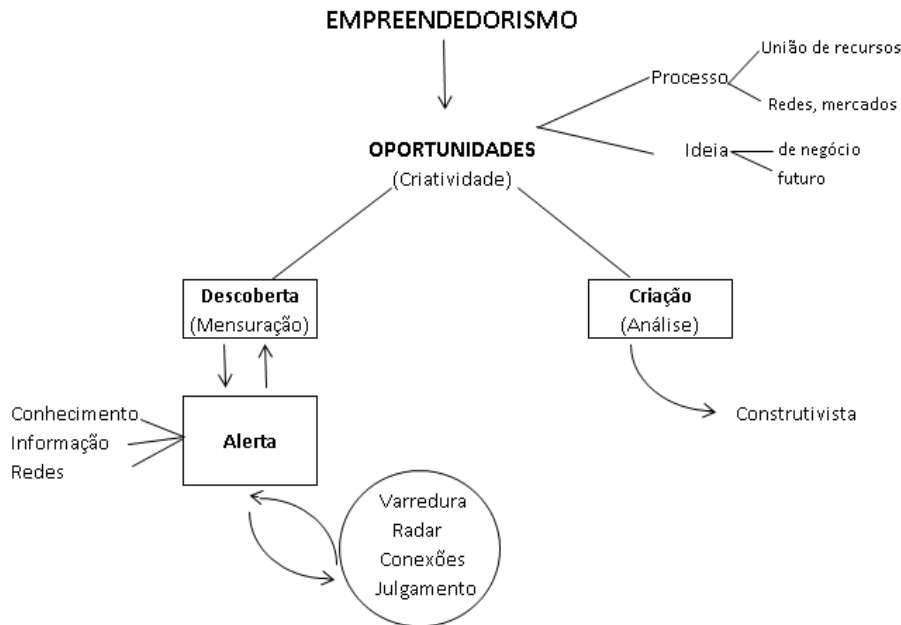 EMPREENDEDORISMO
União de recursos
Processo
Redes, mercados
OPORTUNIDADES
(Criatividade)
Ideia
de negócio
futuro
Descoberta
(Mensuração)
Criação
(Análise)
Conhecimento
Informação
Redes
Alerta
Construtivista
Varredura
Radar
Conexões
Julgamento